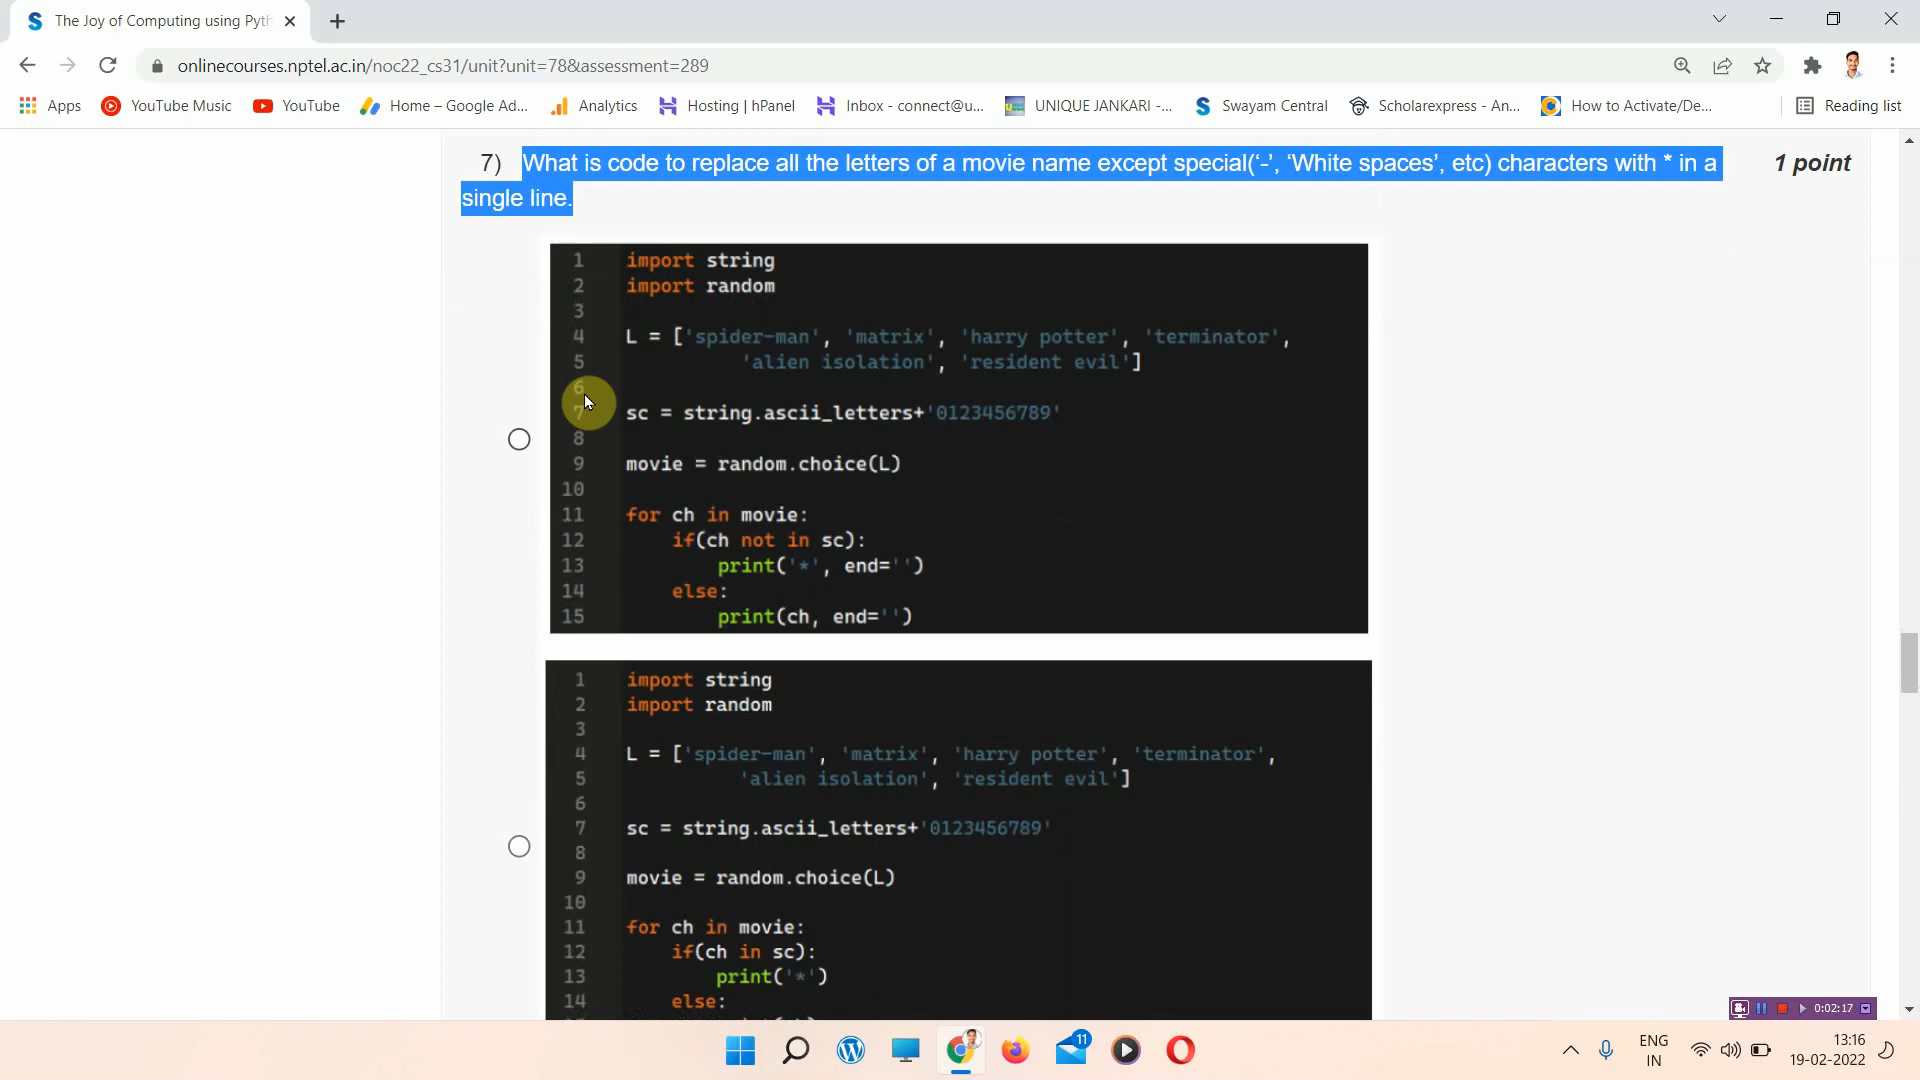 The Joy of Computing using Pyth
onlinecourses.nptel.ac.in/noc22_cs31/unit?unit=78&assessment=289
Apps YouTube Music YouTube Home – Google Ad... Analytics Hosting | hPanel Inbox - connect@u... UNIQUE JANKARI -... Swayam Central Scholarexpress - An... How to Activate/De... Reading list
7) What is code to replace all the letters of a movie name except special(‘-’, ‘White spaces’, etc) characters with * in a 1 point
single line.
1 import string
2 import random
3
4 L = ['spider-man', 'matrix', 'harry potter', 'terminator',
5 'alien isolation', 'resident evil']
6
7 sc = string.ascii_letters+'0123456789'
8
9 movie = random.choice(L)
10
11 for ch in movie:
12 if(ch not in sc):
13 print('*', end='')
14 else:
15 print(ch, end='')
1 import string
2 import random
3
4 L = ['spider-man', 'matrix', 'harry potter', 'terminator',
5 'alien isolation', 'resident evil']
6
7 sc = string.ascii_letters+'0123456789'
8
9 movie = random.choice(L)
10
11 for ch in movie:
12 if(ch in sc):
13 print('*')
14 else:
0:02:17
11
ENG
IN
13:16
19-02-2022